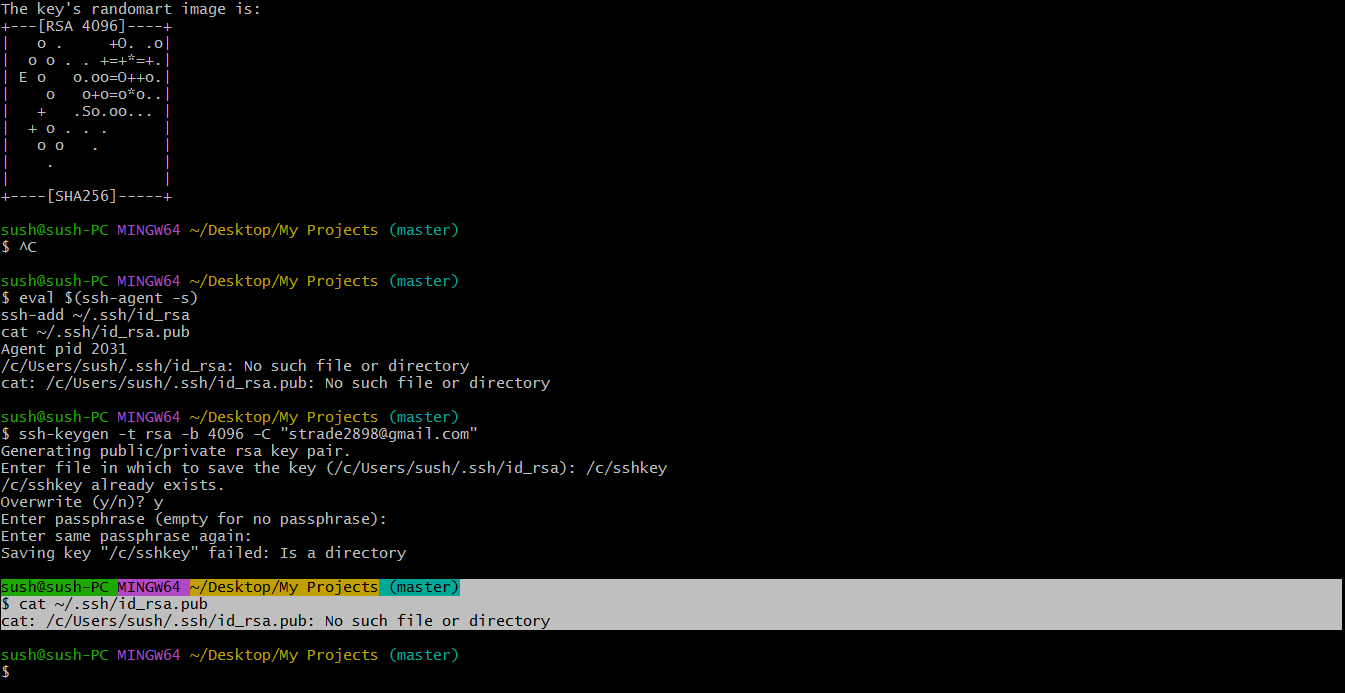 The key's randomart image is:
+---[RSA 4096]----+
|   o .     +O. .o|
|  o o . . +=+*=+.|
| E o   o.oo=O++o.|
|    o   o+o=o*o..|
|   +   .So.oo... |
|  + o . . .      |
|   o o   .       |
|    .            |
|                 |
+----[SHA256]-----+
sush@sush-PC MINGW64 ~/Desktop/My Projects (master)
$ ^C
sush@sush-PC MINGW64 ~/Desktop/My Projects (master)
$ eval $(ssh-agent -s)
ssh-add ~/.ssh/id_rsa
cat ~/.ssh/id_rsa.pub
Agent pid 2031
/c/Users/sush/.ssh/id_rsa: No such file or directory
cat: /c/Users/sush/.ssh/id_rsa.pub: No such file or directory
sush@sush-PC MINGW64 ~/Desktop/My Projects (master)
$ ssh-keygen -t rsa -b 4096 -C "strade2898@gmail.com"
Generating public/private rsa key pair.
Enter file in which to save the key (/c/Users/sush/.ssh/id_rsa): /c/sshkey
/c/sshkey already exists.
Overwrite (y/n)? y
Enter passphrase (empty for no passphrase):
Enter same passphrase again:
Saving key "/c/sshkey" failed: Is a directory
sush@sush-PC MINGW64 ~/Desktop/My Projects (master)
$ cat ~/.ssh/id_rsa.pub
cat: /c/Users/sush/.ssh/id_rsa.pub: No such file or directory
sush@sush-PC MINGW64 ~/Desktop/My Projects (master)
$